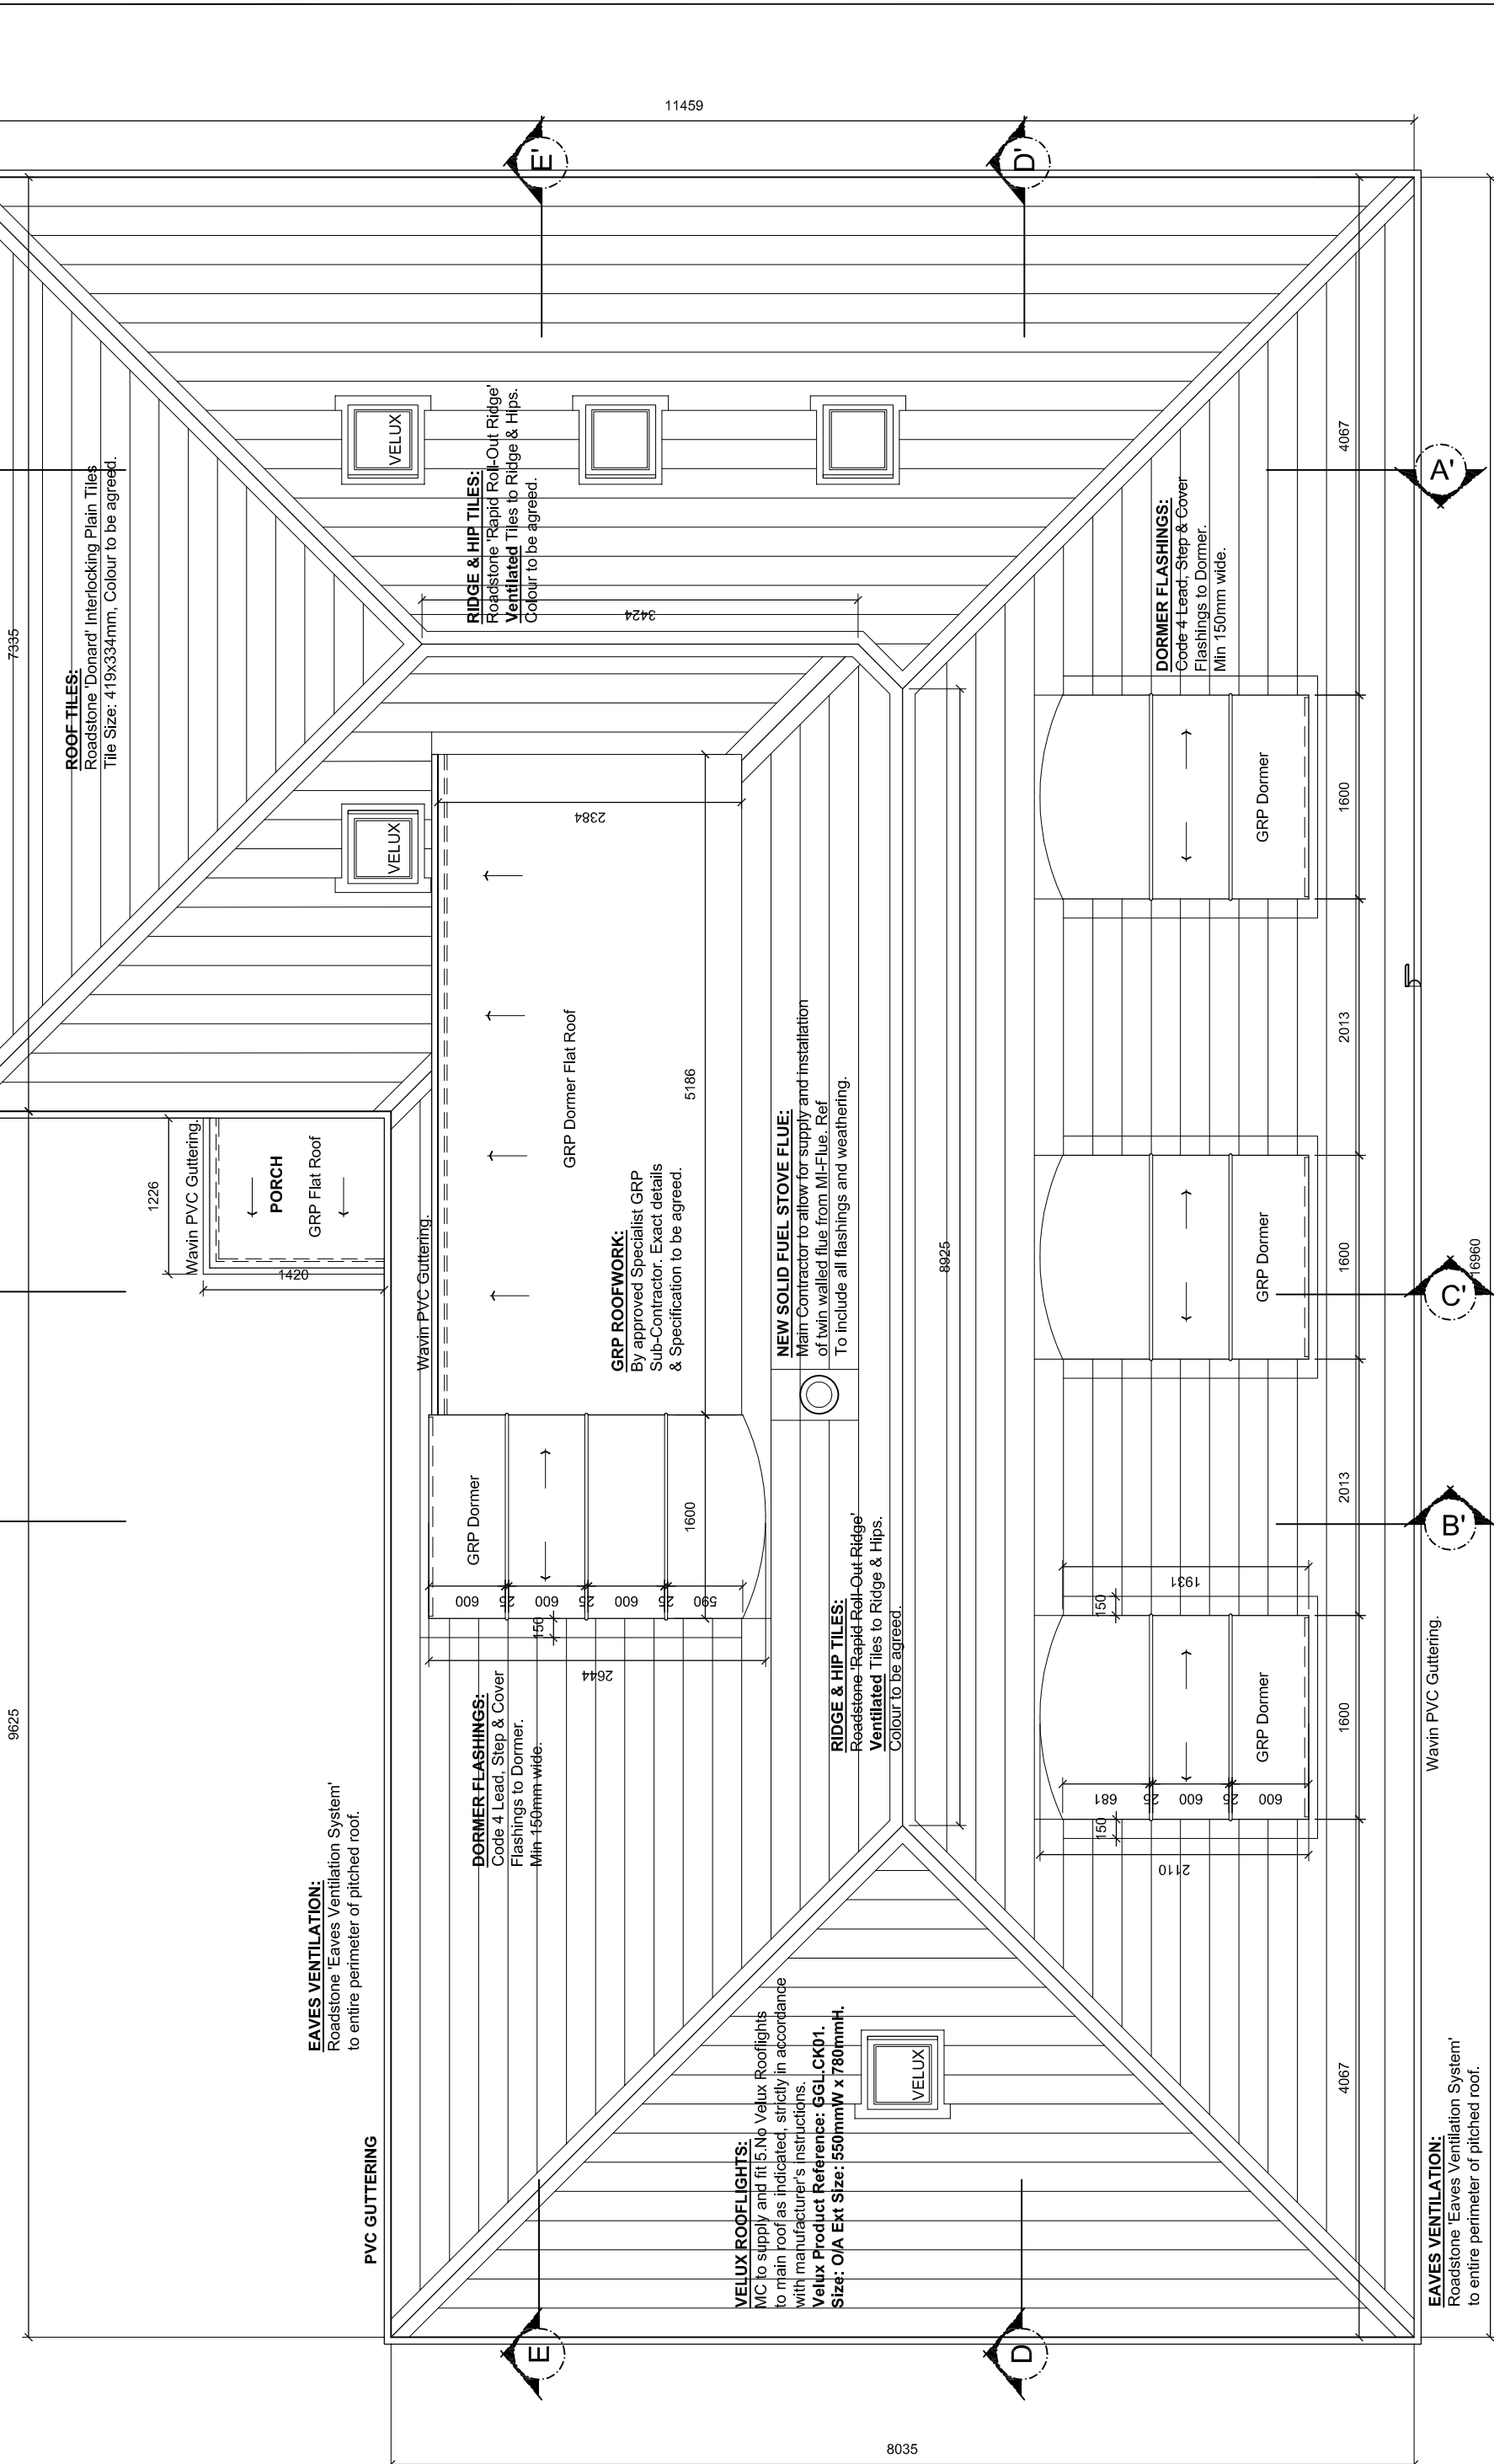 11459
E'
D'
7335
ROOF TILES:
Roadstone 'Donard' Interlocking Plain Tiles
Tile Size: 419x334mm, Colour to be agreed.
VELUX
RIDGE & HIP TILES:
Roadstone 'Rapid Roll-Out Ridge'
Ventilated Tiles to Ridge & Hips.
Colour to be agreed.
3424
4067
A'
DORMER FLASHINGS:
Code 4 Lead, Step & Cover
Flashings to Dormer.
Min 150mm wide.
VELUX
2384
GRP Dormer
1600
GRP Dormer Flat Roof
5186
2013
1226
Wavin PVC Guttering.
PORCH
GRP Flat Roof
1420
Wavin PVC Guttering.
GRP ROOFWORK:
By approved Specialist GRP
Sub-Contractor. Exact details
& Specification to be agreed.
NEW SOLID FUEL STOVE FLUE:
Main Contractor to allow for supply and installation
of twin walled flue from MI-Flue. Ref
To include all flashings and weathering.
8925
GRP Dormer
1600
C'
16960
GRP Dormer
1600
600
25
600
25
600
25
590
150
2644
2013
B'
9625
DORMER FLASHINGS:
Code 4 Lead, Step & Cover
Flashings to Dormer.
Min 150mm wide.
RIDGE & HIP TILES:
Roadstone 'Rapid Roll-Out Ridge'
Ventilated Tiles to Ridge & Hips.
Colour to be agreed.
1931
150
GRP Dormer
1600
681
25
600
25
600
150
2110
Wavin PVC Guttering.
EAVES VENTILATION:
Roadstone 'Eaves Ventilation System'
to entire perimeter of pitched roof.
PVC GUTTERING
VELUX ROOFLIGHTS:
MC to supply and fit 5.No Velux Rooflights
to main roof as indicated, strictly in accordance
with manufacturer's instructions.
Velux Product Reference: GGL.CK01.
Size: O/A Ext Size: 550mmW x 780mmH.
VELUX
4067
EAVES VENTILATION:
Roadstone 'Eaves Ventilation System'
to entire perimeter of pitched roof.
E
D
8035